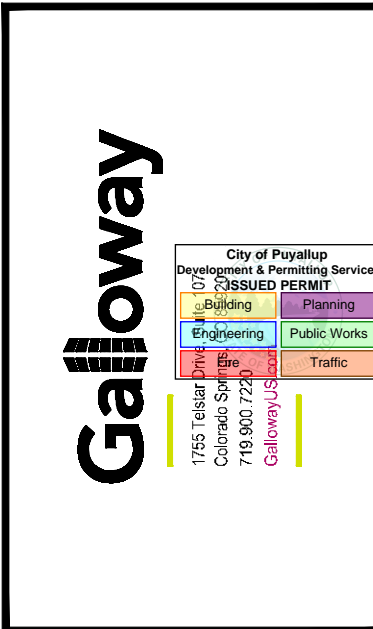 Galloway
1755 Telstar Drive, Suite 107
Colorado Springs, CO 80920
719.900.7220
GallowayUS.com
City of Puyallup
Development & Permitting Service
ISSUED PERMIT
Building
Planning
Engineering
Public Works
Fire
Traffic